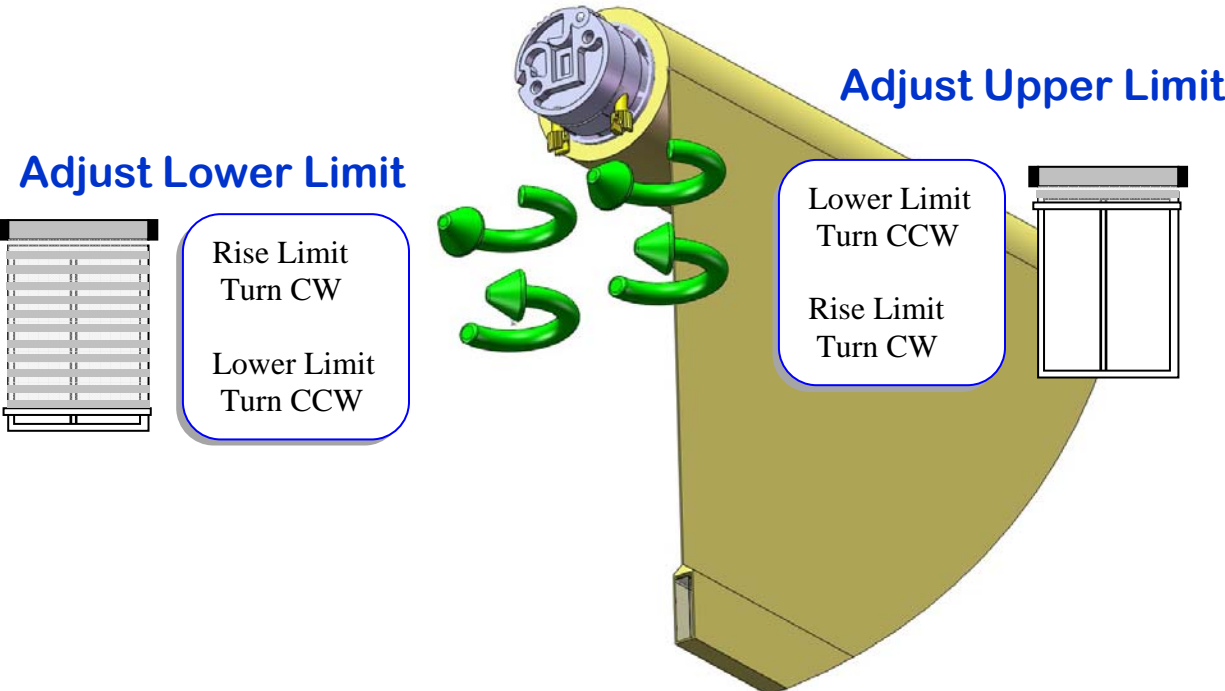 Adjust Lower Limit
Rise Limit
Turn CW
Lower Limit
Turn CCW
Adjust Upper Limit
Lower Limit
Turn CCW
Rise Limit
Turn CW